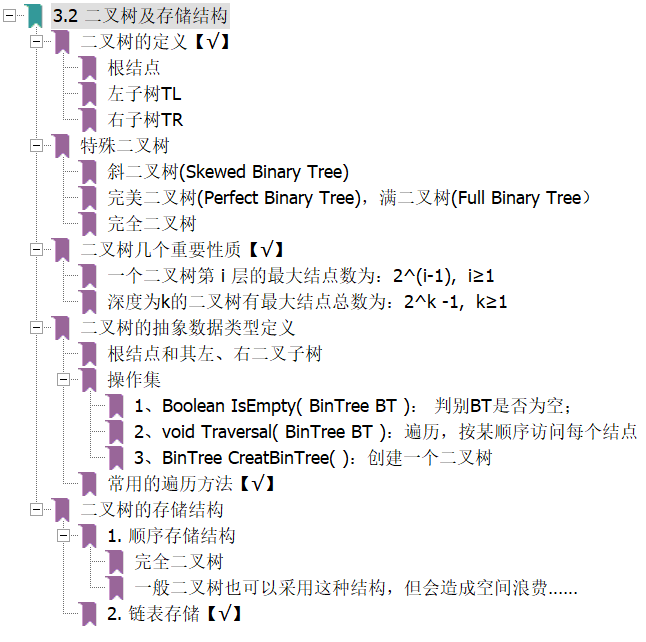 3.2 二叉树及存储结构
二叉树的定义【√】
根结点
左子树TL
右子树TR
特殊二叉树
斜二叉树(Skewed Binary Tree)
完美二叉树(Perfect Binary Tree)，满二叉树(Full Binary Tree）
完全二叉树
二叉树几个重要性质【√】
一个二叉树第 i 层的最大结点数为：2^(i-1)，i≥1
深度为k的二叉树有最大结点总数为：2^k -1，k≥1
二叉树的抽象数据类型定义
根结点和其左、右二叉子树
操作集
1、Boolean IsEmpty( BinTree BT )： 判别BT是否为空；
2、void Traversal( BinTree BT )：遍历，按某顺序访问每个结点
3、BinTree CreatBinTree( )：创建一个二叉树
常用的遍历方法【√】
二叉树的存储结构
1. 顺序存储结构
完全二叉树
一般二叉树也可以采用这种结构，但会造成空间浪费......
2. 链表存储【√】